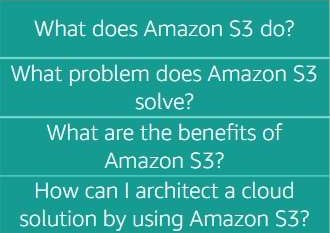 What does Amazon S3 do?
What problem does Amazon S3
solve?
What are the benefits of
Amazon S3?
How can I architect a cloud
solution by using Amazon S3?